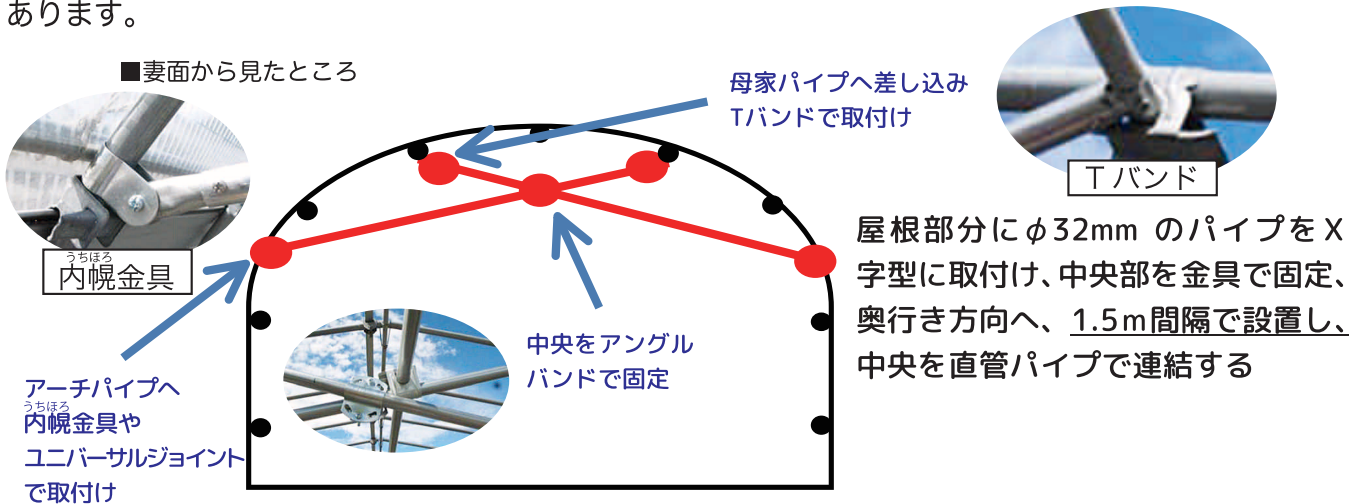 あります。
■妻面から見たところ
うちほろ
内幌金具
母家パイプへ差し込み
Tバンドで取付け
Tバンド
屋根部分にφ32mm のパイプをX
字型に取付け、中央部を金具で固定、
奥行き方向へ、1.5m間隔で設置し、
中央を直管パイプで連結する
中央をアングル
バンドで固定
アーチパイプへ
うちほろ
内幌金具や
ユニバーサルジョイント
で取付け